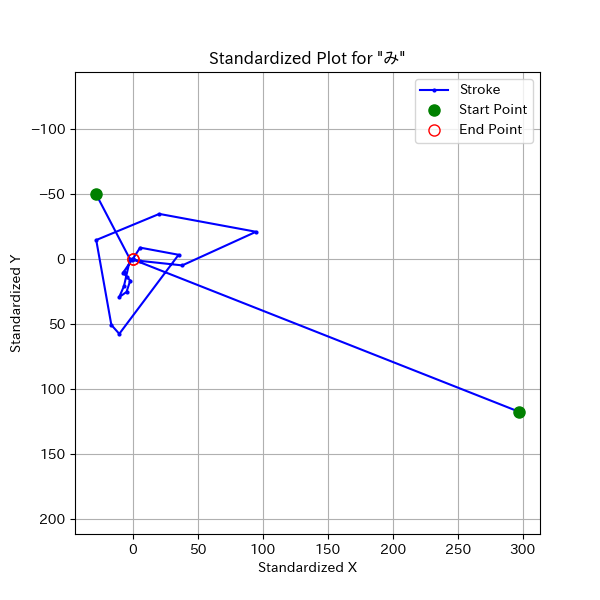 Standardized Plot for "み"
Stroke
Start Point
End Point
−100
−50
0
50
100
150
200
Standardized Y
0 50 100 150 200 250 300
Standardized X